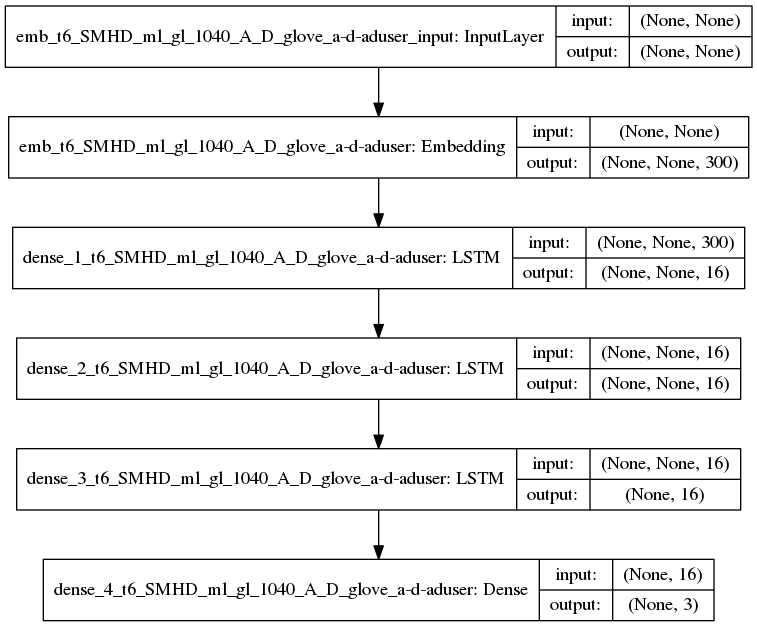 emb_t6_SMHD_ml_gl_1040_A_D_glove_a-d-aduser_input: InputLayer
input: (None, None)
output: (None, None)
emb_t6_SMHD_ml_gl_1040_A_D_glove_a-d-aduser: Embedding
input: (None, None)
output: (None, None, 300)
dense_1_t6_SMHD_ml_gl_1040_A_D_glove_a-d-aduser: LSTM
input: (None, None, 300)
output: (None, None, 16)
dense_2_t6_SMHD_ml_gl_1040_A_D_glove_a-d-aduser: LSTM
input: (None, None, 16)
output: (None, None, 16)
dense_3_t6_SMHD_ml_gl_1040_A_D_glove_a-d-aduser: LSTM
input: (None, None, 16)
output: (None, 16)
dense_4_t6_SMHD_ml_gl_1040_A_D_glove_a-d-aduser: Dense
input: (None, 16)
output: (None, 3)